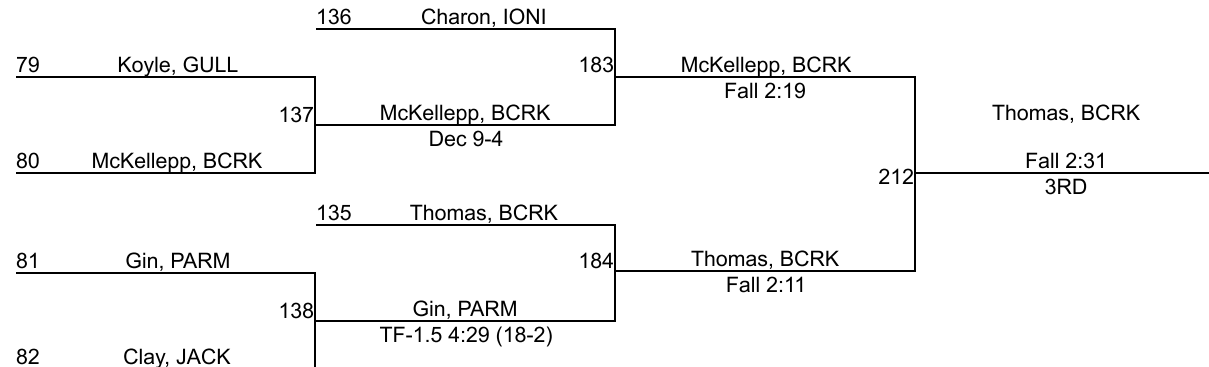 136 Charon, IONI
79 Koyle, GULL
183 McKellepp, BCRK
Fall 2:19
137 McKellepp, BCRK
Dec 9-4
Thomas, BCRK
80 McKellepp, BCRK
Fall 2:31
212
3RD
135 Thomas, BCRK
81 Gin, PARM
184 Thomas, BCRK
Fall 2:11
138 Gin, PARM
TF-1.5 4:29 (18-2)
82 Clay, JACK